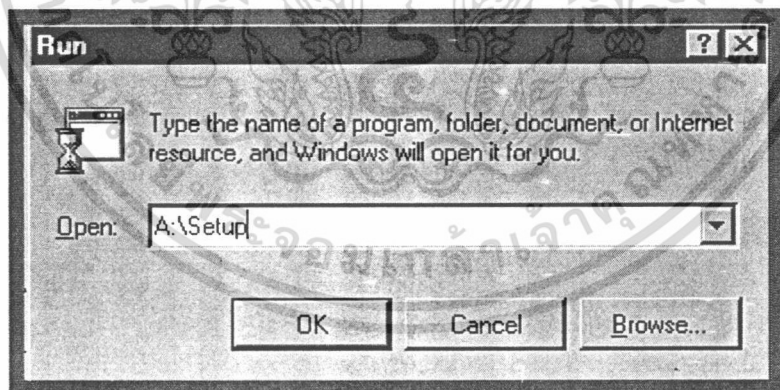 Run
Type the name of a program, folder, document, or Internet
resource, and Windows will open it for you.
Open: A:\Setup
OK Cancel Browse...